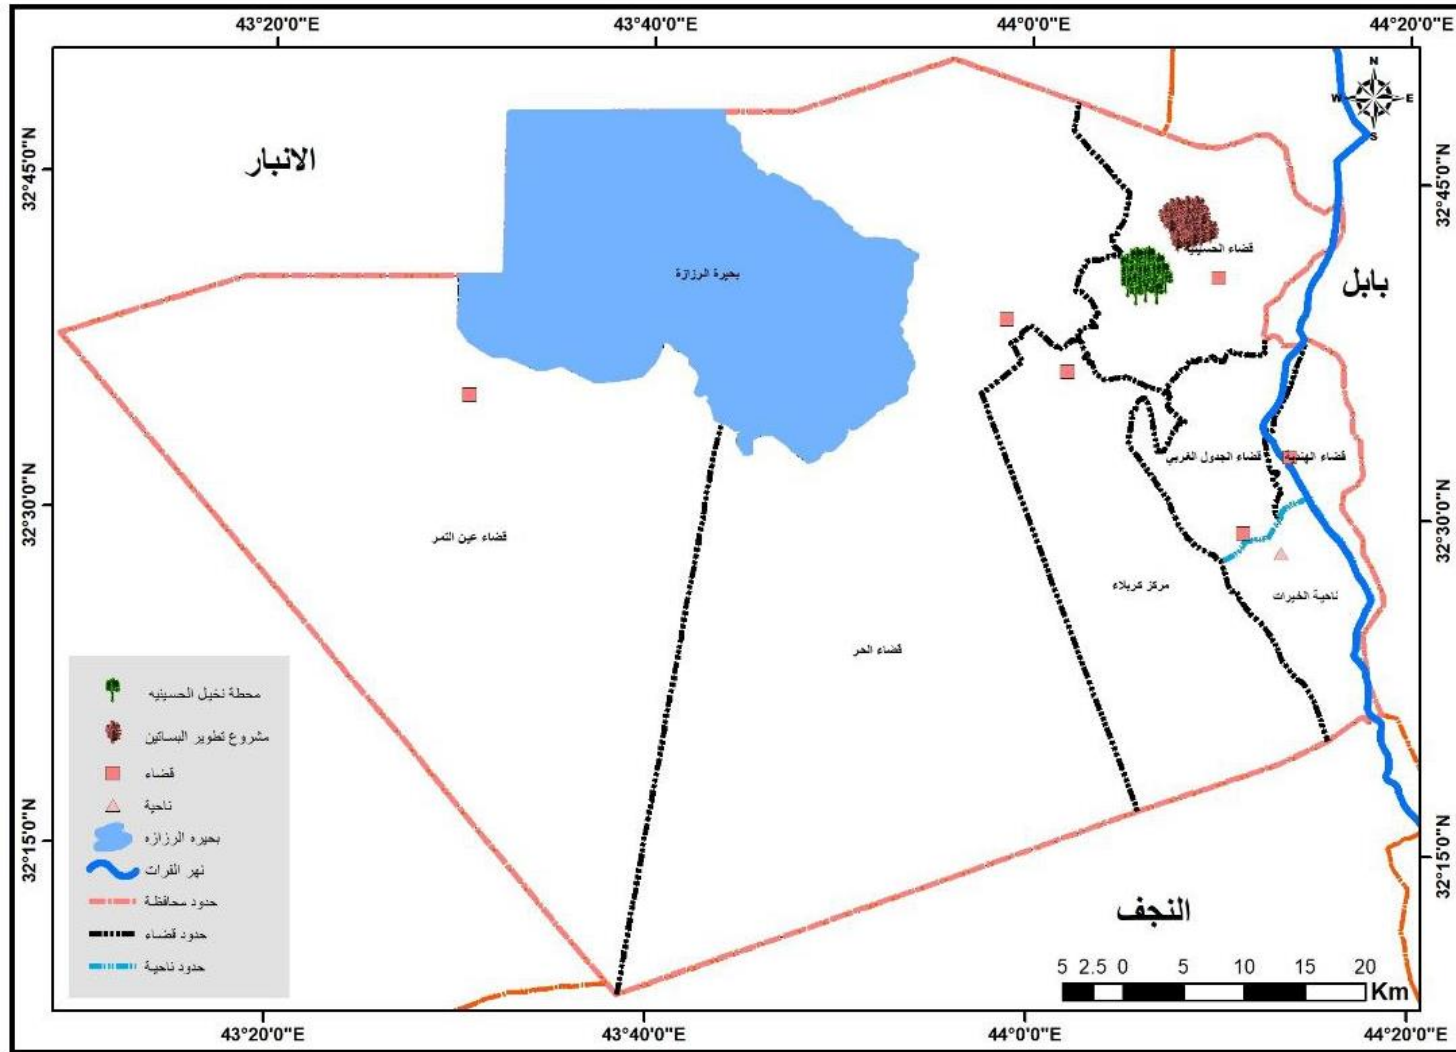 43°20'0"E
43°40'0"E
44°0'0"E
44°20'0"E
N
W E
S
32°45'0"N
32°45'0"N
الانبار
قضاء الحسينية
بحيرة الرزازة
بابل
قضاء الجدول الغربي
قضاء الهندية
32°30'0"N
32°30'0"N
قضاء عين التمر
مركز كربلاء
ناحية الخيرات
قضاء الحر
محطة نخيل الحسينيه
مشروع تطوير البساتين
قضاء
ناحية
بحيره الرزازه
نهر الفرات
حدود محافظة
حدود قضاء
حدود ناحية
32°15'0"N
32°15'0"N
النجف
5 2.5 0 5 10 15 20
Km
43°20'0"E
43°40'0"E
44°0'0"E
44°20'0"E